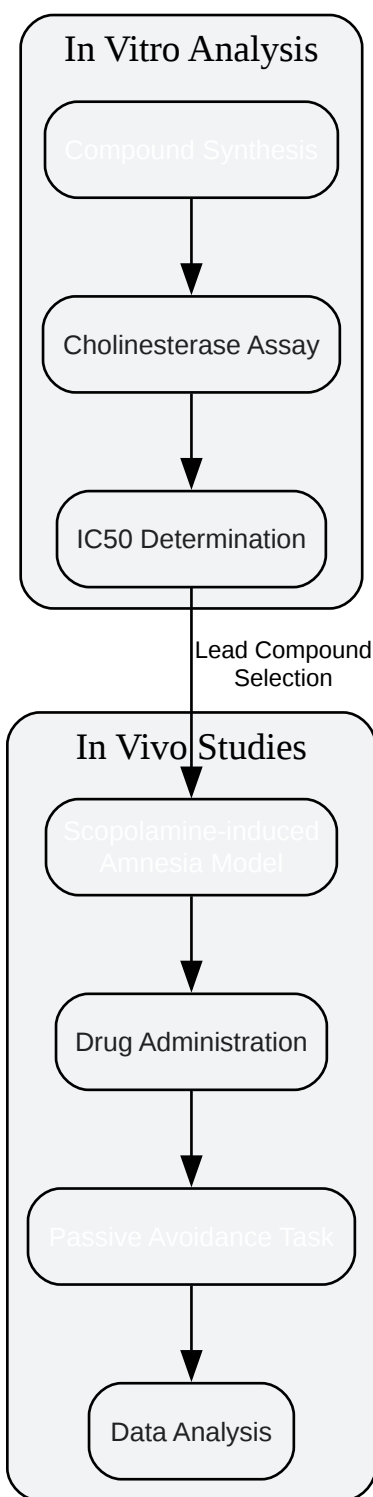 In Vitro Analysis
Compound Synthesis
Cholinesterase Assay
IC50 Determination
Lead Compound
Selection
In Vivo Studies
Scopolamine-induced
Amnesia Model
Drug Administration
Passive Avoidance Task
Data Analysis